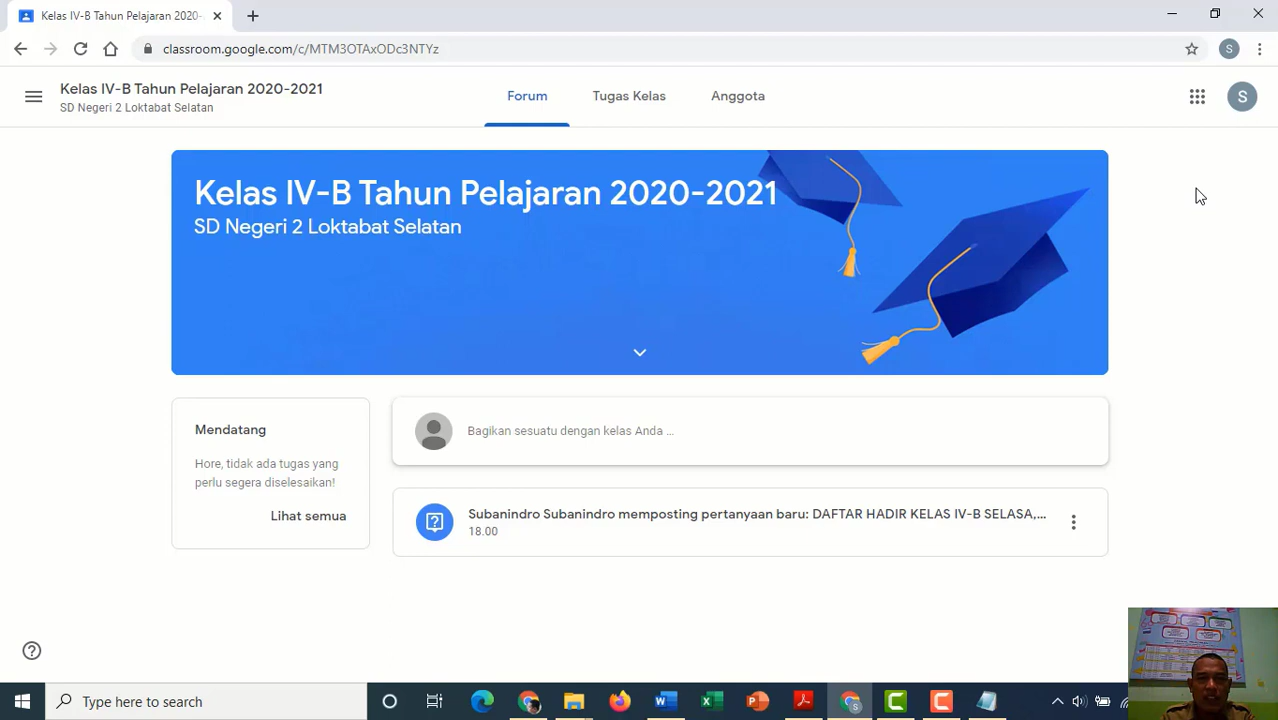 Kelas IV-B Tahun Pelajaran 2020-
classroom.google.com/c/MTM3OTAxODc3NTYz
S
Kelas IV-B Tahun Pelajaran 2020-2021
SD Negeri 2 Loktabat Selatan
Forum
Tugas Kelas
Anggota
S
Kelas IV-B Tahun Pelajaran 2020-2021
SD Negeri 2 Loktabat Selatan
Mendatang
Hore, tidak ada tugas yang
perlu segera diselesaikan!
Lihat semua
Bagikan sesuatu dengan kelas Anda ...
Subanindro Subanindro memposting pertanyaan baru: DAFTAR HADIR KELAS IV-B SELASA,...
18.00
Type here to search